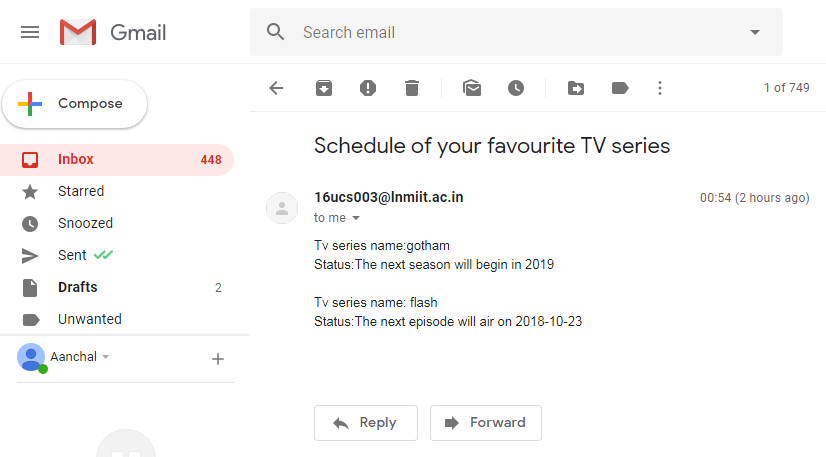 Gmail
Search email
Compose
1 of 749
Inbox 448
Starred
Snoozed
Sent
Drafts 2
Unwanted
Aanchal
Schedule of your favourite TV series
16ucs003@lnmiit.ac.in 00:54 (2 hours ago)
to me
Tv series name:gotham
Status:The next season will begin in 2019
Tv series name: flash
Status:The next episode will air on 2018-10-23
Reply Forward